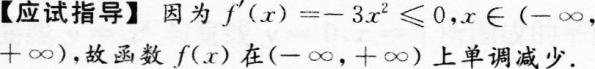 【应试指导】 因为 f′(x) = −3x² ⩽ 0, x ∈ (−∞,
+∞), 故函数 f(x) 在(−∞, +∞) 上单调减少.